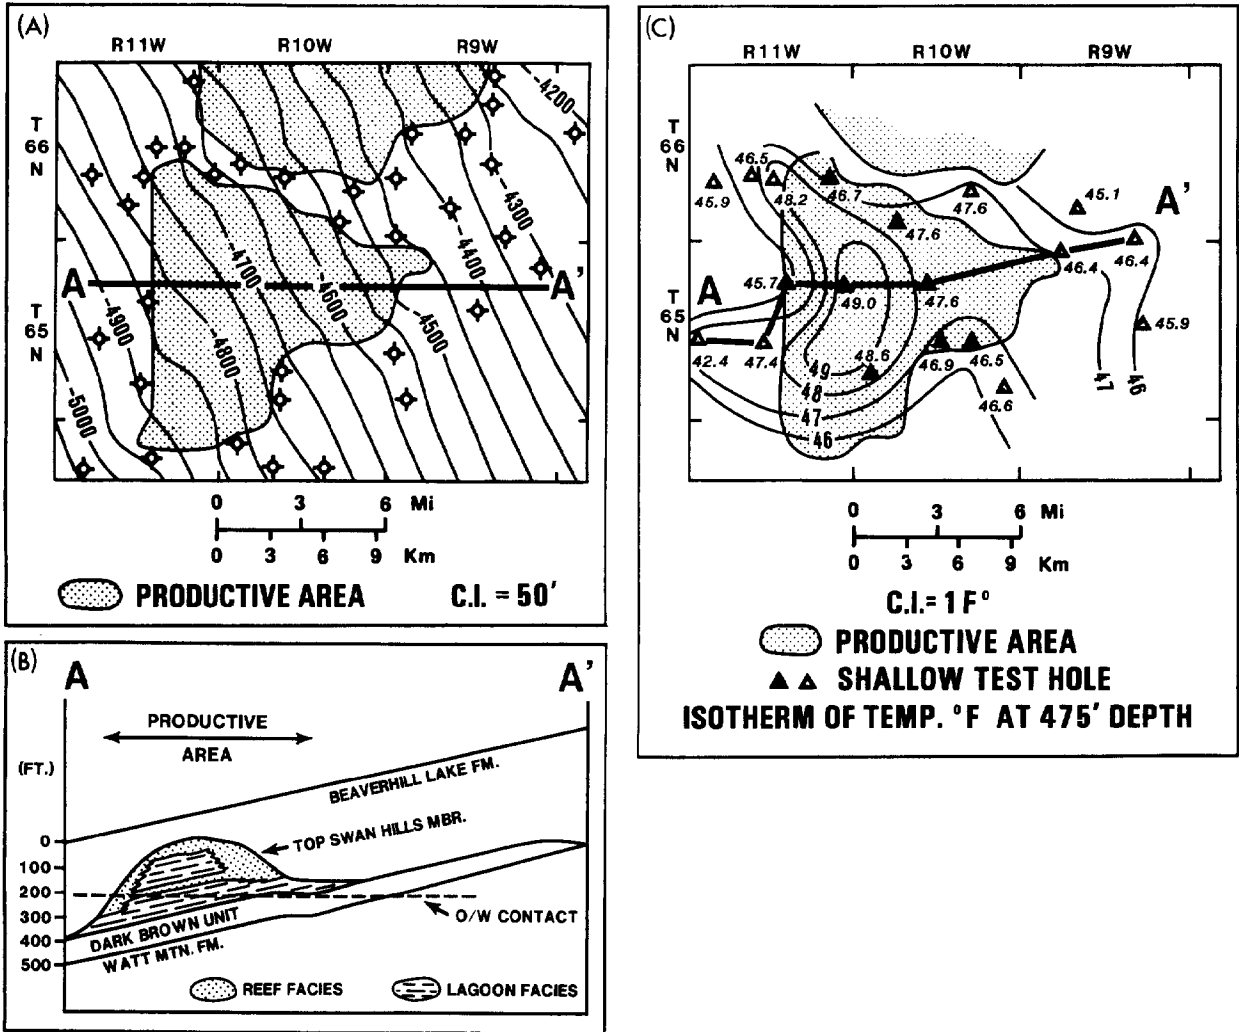 (A)
R11W R10W R9W
T
66
N
T
65
N
-4200
-4300
-4400
-4500
-4600
-4700
-4800
-4900
-5000
A A'
0 3 6 Mi
0 3 6 9 Km
PRODUCTIVE AREA C.I. = 50'
(B)
A A'
PRODUCTIVE
AREA
(FT.)
0
100
200
300
400
500
BEAVERHILL LAKE FM.
TOP SWAN HILLS MBR.
O/W CONTACT
DARK BROWN UNIT
WATT MTN. FM.
REEF FACIES LAGOON FACIES
(C)
R11W R10W R9W
T
66
N
T
65
N
46.5
45.9
48.2
46.7
47.6
47.6
45.1
A'
46.4
46.4
A
45.7
49.0
47.6
45.9
42.4
47.4
48.6
46.9
46.5
46.6
49
48
47
46
47
46
0 3 6 Mi
0 3 6 9 Km
C.I. = 1 F°
PRODUCTIVE AREA
SHALLOW TEST HOLE
ISOTHERM OF TEMP. °F AT 475' DEPTH